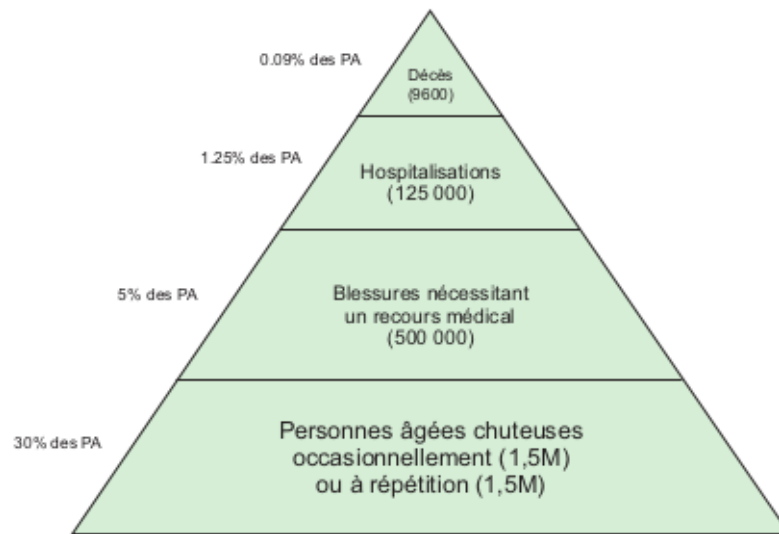 0.09% des PA
Décès
(9600)
1.25% des PA
Hospitalisations
(125 000)
5% des PA
Blessures nécessitant
un recours médical
(500 000)
30% des PA
Personnes âgées chuteuses
occasionnellement (1,5M)
ou à répétition (1,5M)